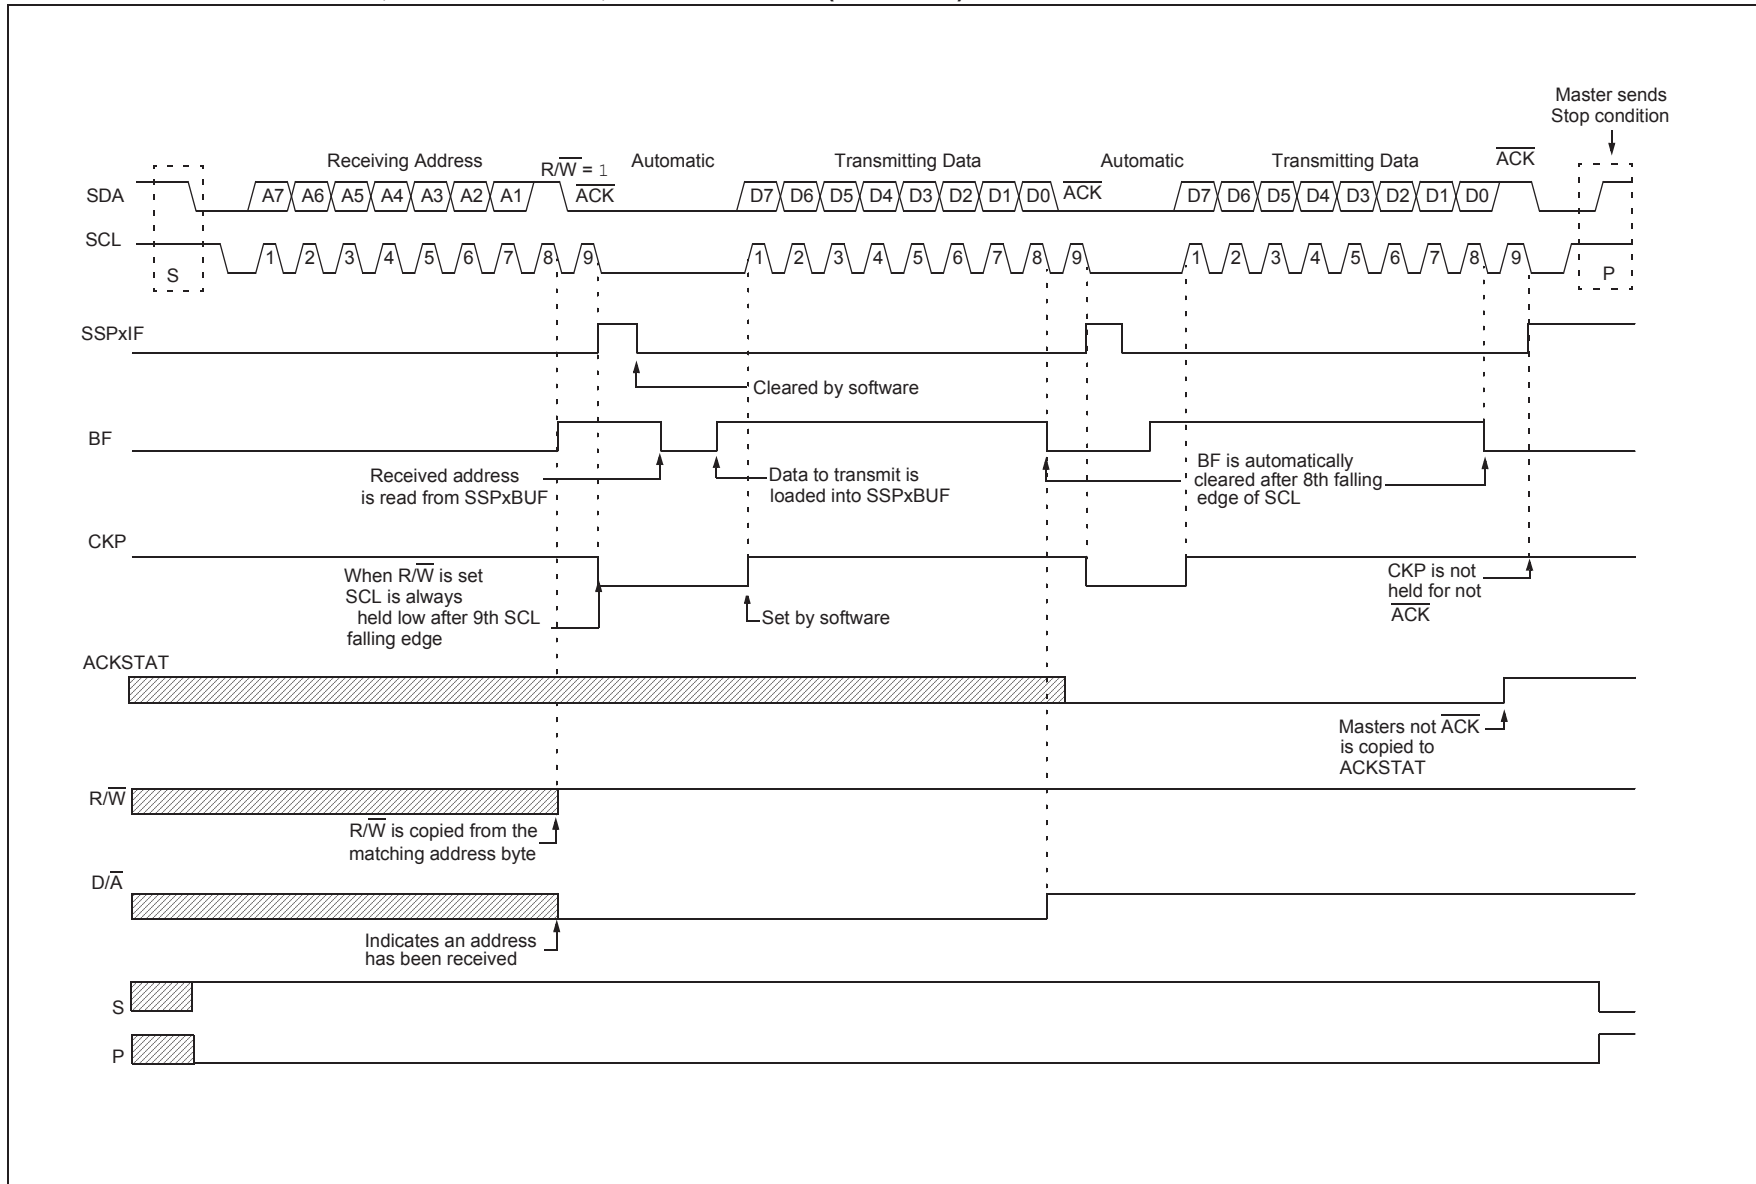 Master sends
Stop condition
Receiving Address
R/W = 1
Automatic
Transmitting Data
Automatic
Transmitting Data
ACK
SDA
A7 A6 A5 A4 A3 A2 A1
ACK
D7 D6 D5 D4 D3 D2 D1 D0
ACK
D7 D6 D5 D4 D3 D2 D1 D0
SCL
S
1 2 3 4 5 6 7 8 9
1 2 3 4 5 6 7 8 9
1 2 3 4 5 6 7 8 9
P
SSPxIF
Cleared by software
BF
Received address
is read from SSPxBUF
Data to transmit is
loaded into SSPxBUF
BF is automatically
cleared after 8th falling
edge of SCL
CKP
When R/W is set
SCL is always
held low after 9th SCL
falling edge
Set by software
CKP is not
held for not
ACK
ACKSTAT
Masters not ACK
is copied to
ACKSTAT
R/W
R/W is copied from the
matching address byte
D/A
Indicates an address
has been received
S
P